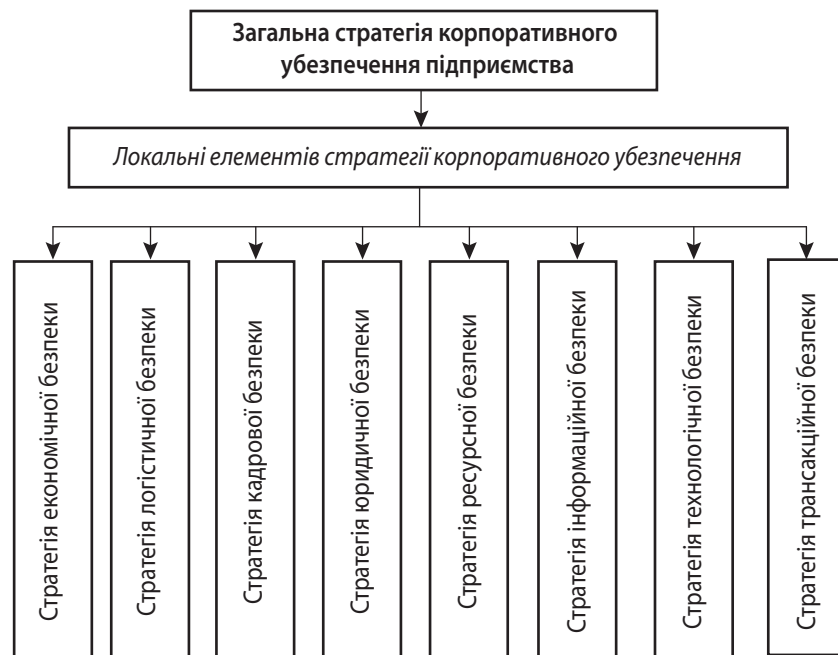 Загальна стратегія корпоративного
убезпечення підприємства
Локальні елементів стратегії корпоративного убезпечення
Стратегія економічної безпеки
Стратегія логістичної безпеки
Стратегія кадрової безпеки
Стратегія юридичної безпеки
Стратегія ресурсної безпеки
Стратегія інформаційної безпеки
Стратегія технологічної безпеки
Стратегія трансакційної безпеки